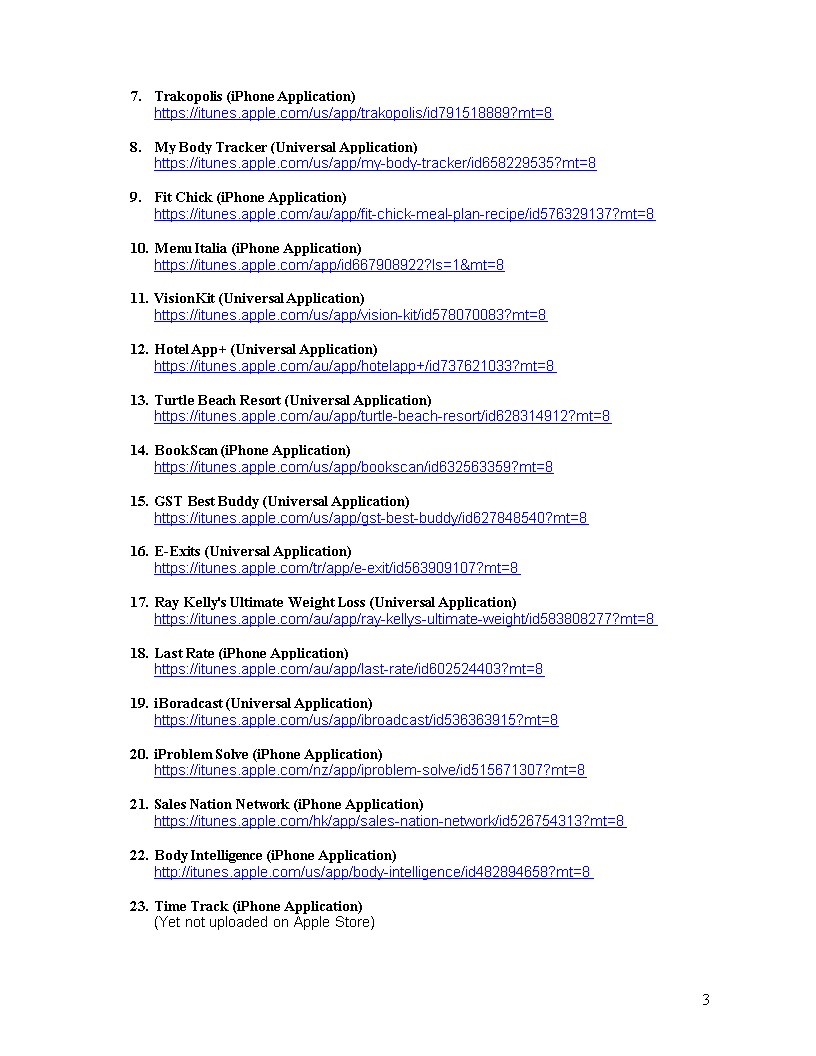 7. Trakopolis (iPhone Application)
https://itunes.apple.com/us/app/trakopolis/id791518889?mt=8
8. My Body Tracker (Universal Application)
https://itunes.apple.com/us/app/my-body-tracker/id658229535?mt=8
9. Fit Chick (iPhone Application)
https://itunes.apple.com/au/app/fit-chick-meal-plan-recipe/id576329137?mt=8
10. Menu Italia (iPhone Application)
https://itunes.apple.com/app/id667908922?ls=1&mt=8
11. VisionKit (Universal Application)
https://itunes.apple.com/us/app/vision-kit/id578070083?mt=8
12. Hotel App+ (Universal Application)
https://itunes.apple.com/au/app/hotelapp+/id737621033?mt=8
13. Turtle Beach Resort (Universal Application)
https://itunes.apple.com/au/app/turtle-beach-resort/id628314912?mt=8
14. BookScan (iPhone Application)
https://itunes.apple.com/us/app/bookscan/id632563359?mt=8
15. GST Best Buddy (Universal Application)
https://itunes.apple.com/us/app/gst-best-buddy/id627848540?mt=8
16. E-Exits (Universal Application)
https://itunes.apple.com/tr/app/e-exit/id563909107?mt=8
17. Ray Kelly's Ultimate Weight Loss (Universal Application)
https://itunes.apple.com/au/app/ray-kellys-ultimate-weight/id583808277?mt=8
18. Last Rate (iPhone Application)
https://itunes.apple.com/au/app/last-rate/id602524403?mt=8
19. iBoradcast (Universal Application)
https://itunes.apple.com/us/app/ibroadcast/id536363915?mt=8
20. iProblem Solve (iPhone Application)
https://itunes.apple.com/nz/app/iproblem-solve/id515671307?mt=8
21. Sales Nation Network (iPhone Application)
https://itunes.apple.com/hk/app/sales-nation-network/id526754313?mt=8
22. Body Intelligence (iPhone Application)
http://itunes.apple.com/us/app/body-intelligence/id482894658?mt=8
23. Time Track (iPhone Application)
(Yet not uploaded on Apple Store)
3